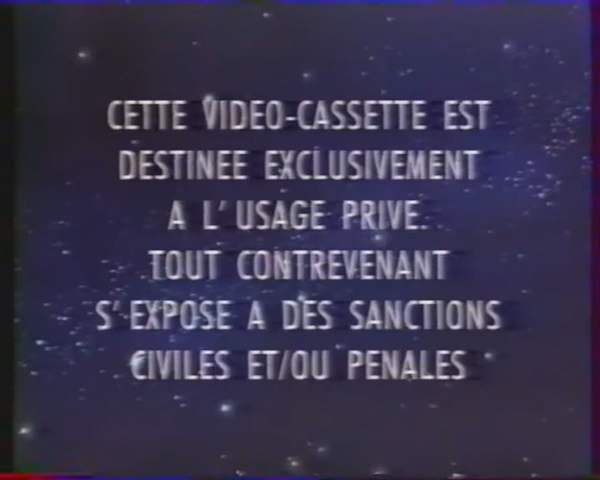 CETTE VIDEO-CASSETTE EST
DESTINEE EXCLUSIVEMENT
A L'USAGE PRIVE.
TOUT CONTREVENANT
S'EXPOSE A DES SANCTIONS
CIVILES ET/OU PENALES